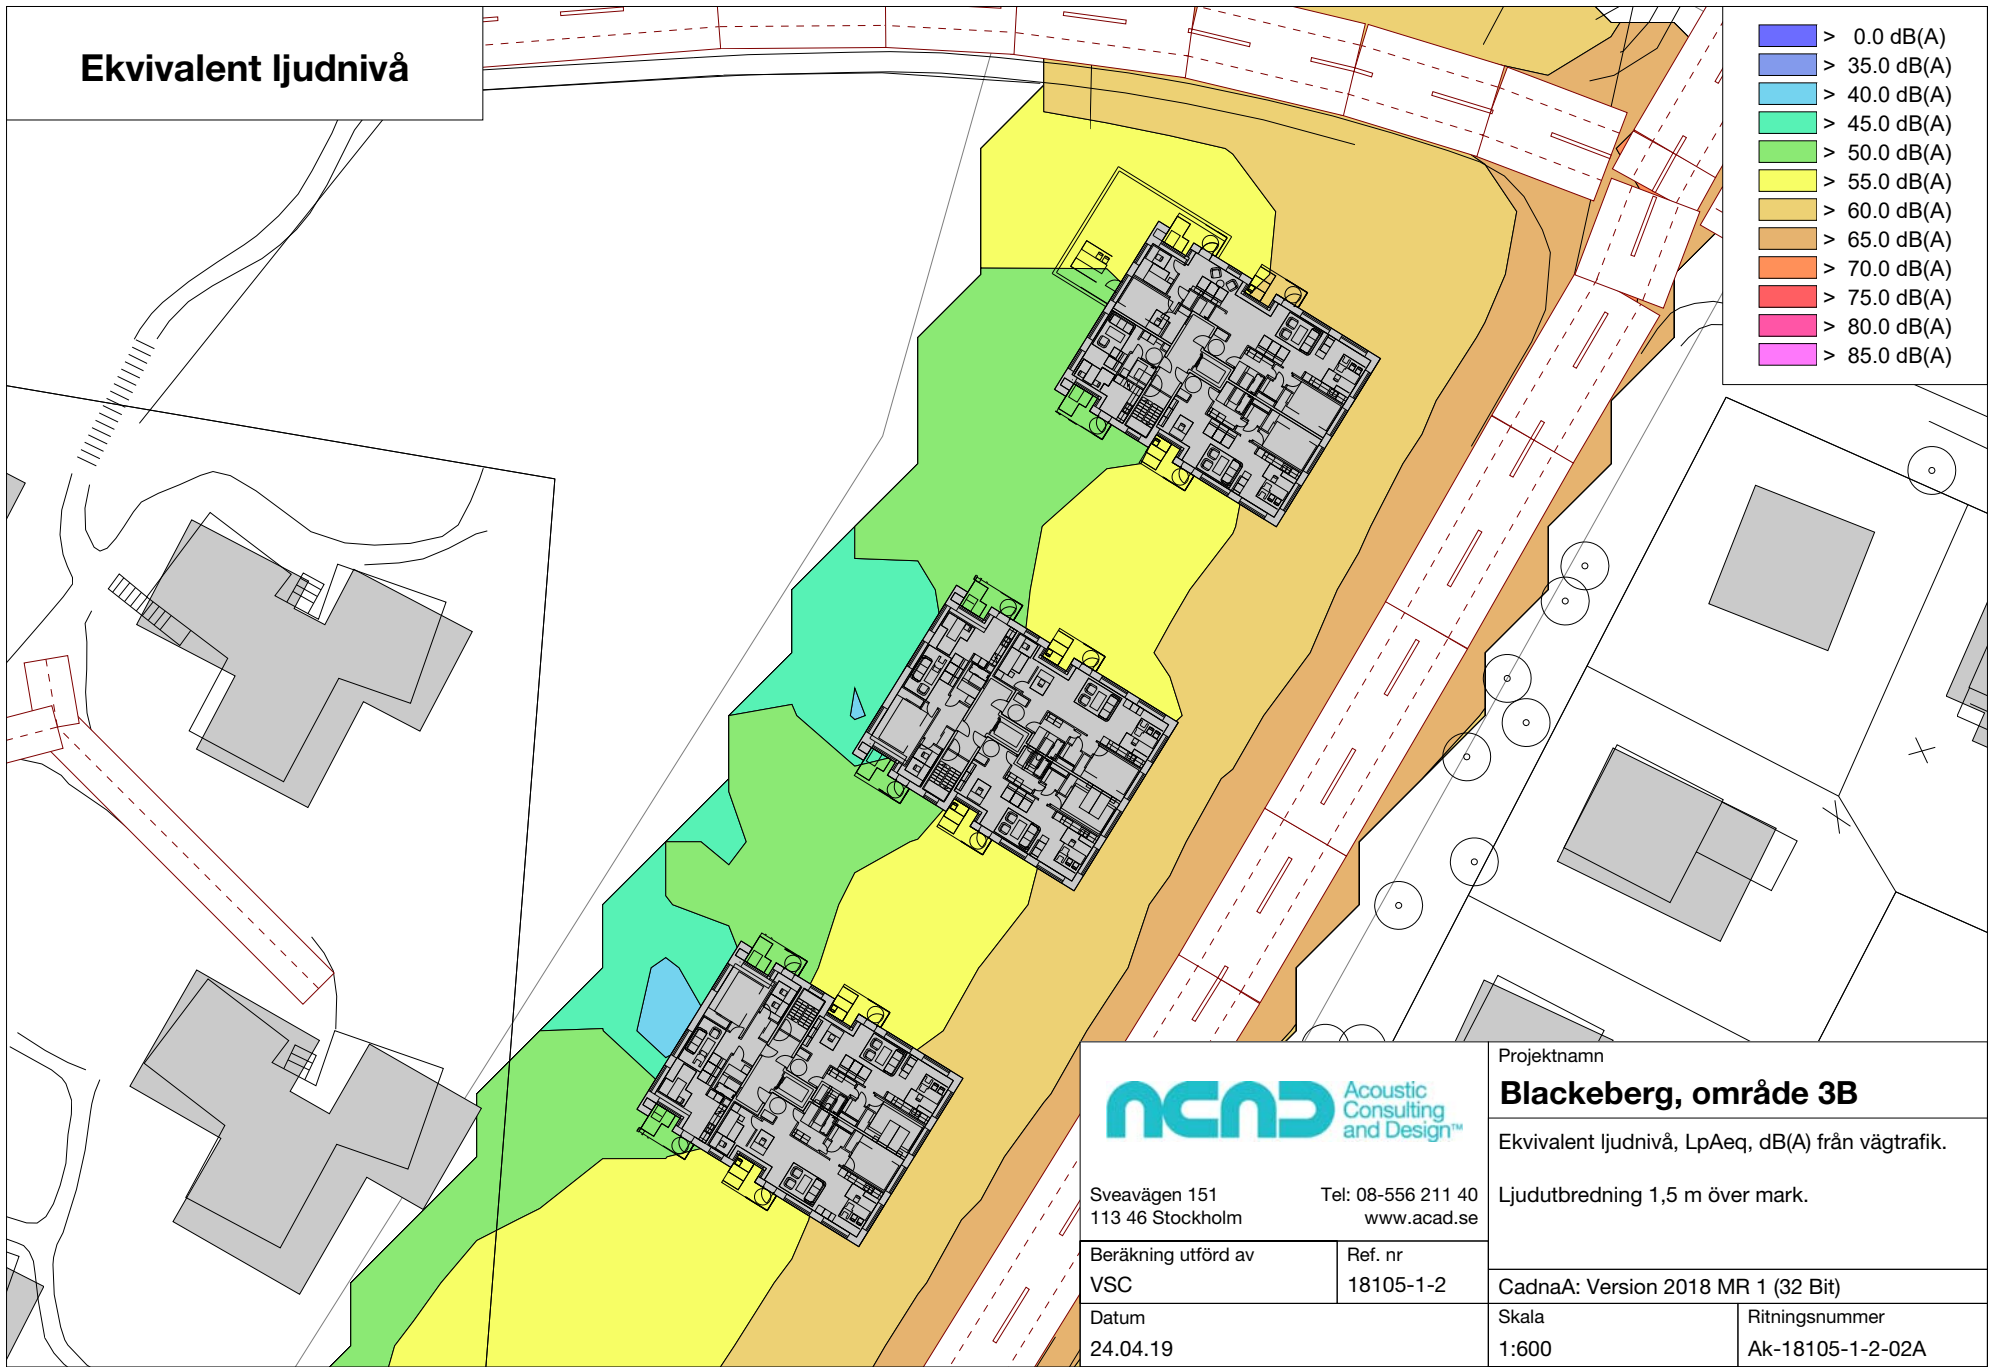 Ekvivalent ljudnivå
> 0.0 dB(A)
> 35.0 dB(A)
> 40.0 dB(A)
> 45.0 dB(A)
> 50.0 dB(A)
> 55.0 dB(A)
> 60.0 dB(A)
> 65.0 dB(A)
> 70.0 dB(A)
> 75.0 dB(A)
> 80.0 dB(A)
> 85.0 dB(A)
ACAD
Acoustic
Consulting
and Design™
Sveavägen 151
113 46 Stockholm
Tel: 08-556 211 40
www.acad.se
Beräkning utförd av
VSC
Ref. nr
18105-1-2
Datum
24.04.19
Projektnamn
Blackeberg, område 3B
Ekvivalent ljudnivå, LpAeq, dB(A) från vägtrafik.
Ljudutbredning 1,5 m över mark.
CadnaA: Version 2018 MR 1 (32 Bit)
Skala
1:600
Ritningsnummer
Ak-18105-1-2-02A